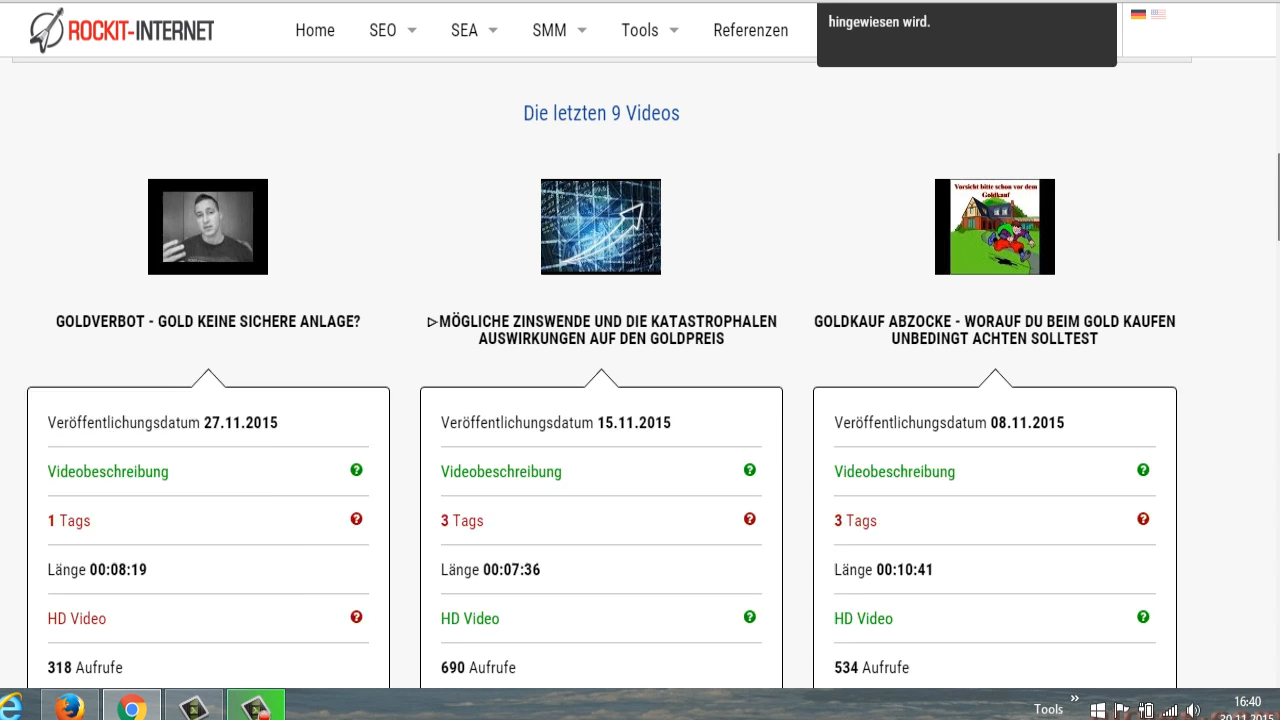 ROCKIT-INTERNET
Home SEO SEA SMM Tools Referenzen
hingewiesen wird.
Die letzten 9 Videos
Vorsicht bitte schon vor dem
Goldkauf
GOLDVERBOT - GOLD KEINE SICHERE ANLAGE?
▷MÖGLICHE ZINSWENDE UND DIE KATASTROPHALEN
AUSWIRKUNGEN AUF DEN GOLDPREIS
GOLDKAUF ABZOCKE - WORAUF DU BEIM GOLD KAUFEN
UNBEDINGT ACHTEN SOLLTEST
Veröffentlichungsdatum 27.11.2015
Videobeschreibung
1 Tags
Länge 00:08:19
HD Video
318 Aufrufe
Veröffentlichungsdatum 15.11.2015
Videobeschreibung
3 Tags
Länge 00:07:36
HD Video
690 Aufrufe
Veröffentlichungsdatum 08.11.2015
Videobeschreibung
3 Tags
Länge 00:10:41
HD Video
534 Aufrufe
Tools
16:40
30.11.2015